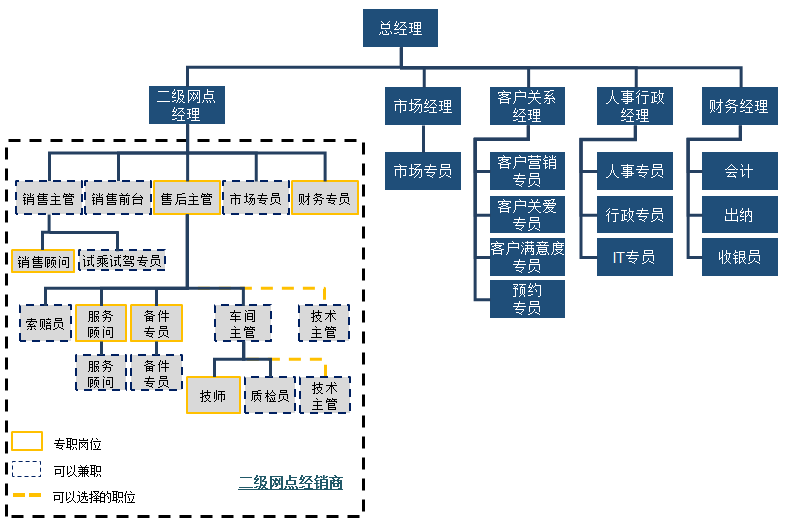 总经理
二级网点
经理
市场经理
客户关系
经理
人事行政
经理
财务经理
市场专员
客户营销
专员
客户关爱
专员
客户满意度
专员
预约
专员
人事专员
行政专员
IT专员
会计
出纳
收银员
销售主管
销售前台
售后主管
市场专员
财务专员
销售顾问
试乘试驾专员
索赔员
服务
顾问
备件
专员
车间
主管
技术
主管
服务
顾问
备件
专员
技师
质检员
技术
主管
专职岗位
可以兼职
可以选择的职位
二级网点经销商